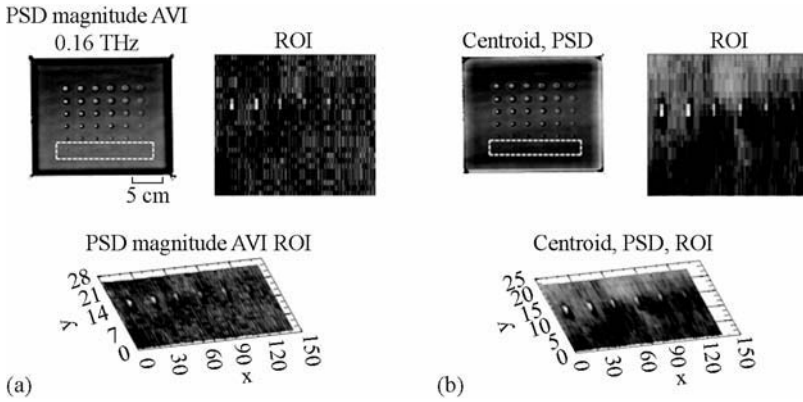 PSD magnitude AVI
0.16 THz
ROI
5 cm
PSD magnitude AVI ROI
28
21
14
7
0
y
0
30
60
90
120
150
x
(a)
Centroid, PSD
ROI
Centroid, PSD, ROI
25
20
15
10
5
0
y
0
30
60
90
120
150
x
(b)